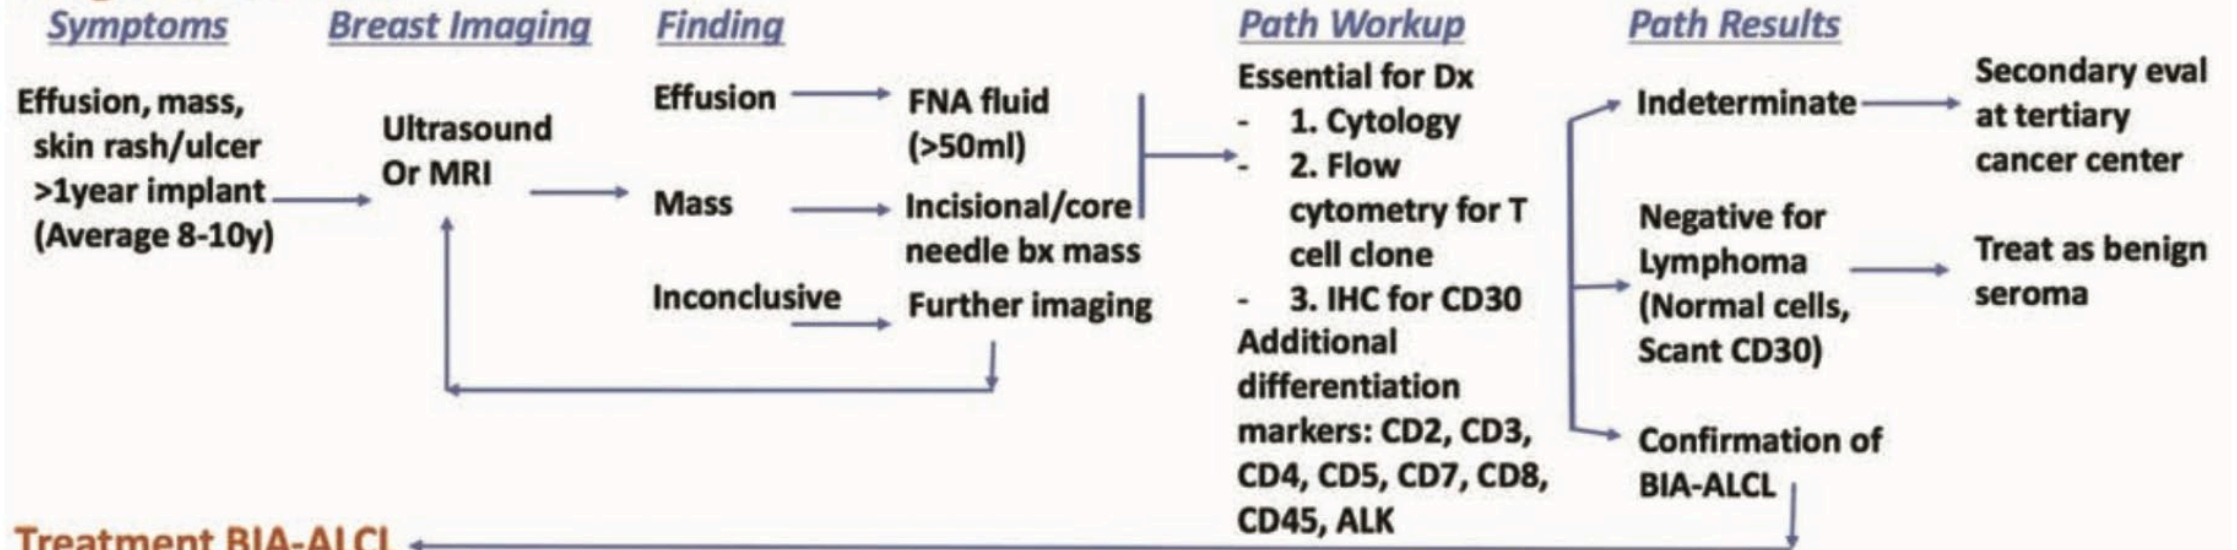 Symptoms
Breast Imaging
Finding
Path Workup
Path Results
Effusion, mass,
skin rash/ulcer
>1year implant
(Average 8-10y)
Ultrasound
Or MRI
Effusion
FNA fluid
(>50ml)
Mass
Incisional/core
needle bx mass
Inconclusive
Further imaging
Essential for Dx
- 1. Cytology
- 2. Flow
cytometry for T
cell clone
- 3. IHC for CD30
Additional
differentiation
markers: CD2, CD3,
CD4, CD5, CD7, CD8,
CD45, ALK
Indeterminate
Secondary eval
at tertiary
cancer center
Negative for
Lymphoma
(Normal cells,
Scant CD30)
Treat as benign
seroma
Confirmation of
BIA-ALCL
Treatment BIA-ALCL